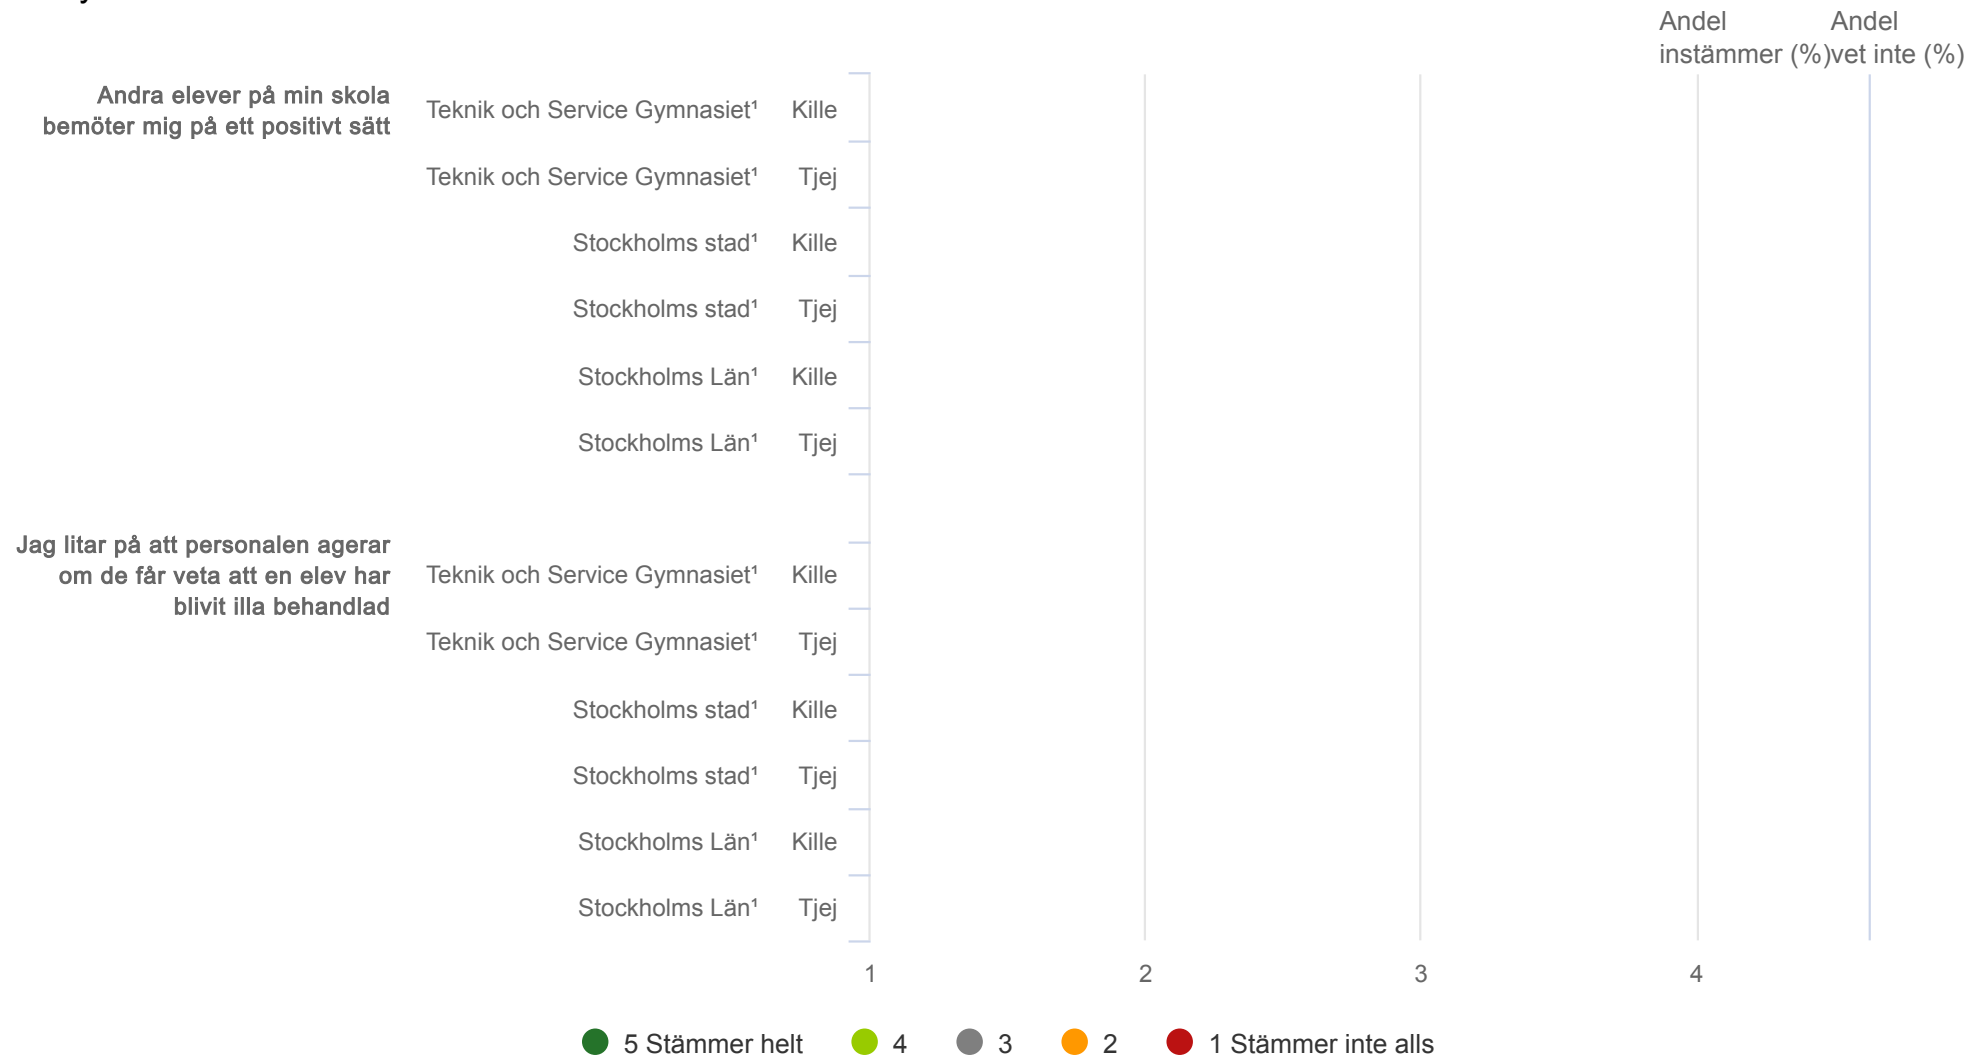 Andel Andel
instämmer (%)vet inte (%)
Andra elever på min skola
bemöter mig på ett positivt sätt
Teknik och Service Gymnasiet¹ Kille
Teknik och Service Gymnasiet¹ Tjej
Stockholms stad¹ Kille
Stockholms stad¹ Tjej
Stockholms Län¹ Kille
Stockholms Län¹ Tjej
Jag litar på att personalen agerar
om de får veta att en elev har
blivit illa behandlad
Teknik och Service Gymnasiet¹ Kille
Teknik och Service Gymnasiet¹ Tjej
Stockholms stad¹ Kille
Stockholms stad¹ Tjej
Stockholms Län¹ Kille
Stockholms Län¹ Tjej
1 2 3 4
5 Stämmer helt 4 3 2 1 Stämmer inte alls